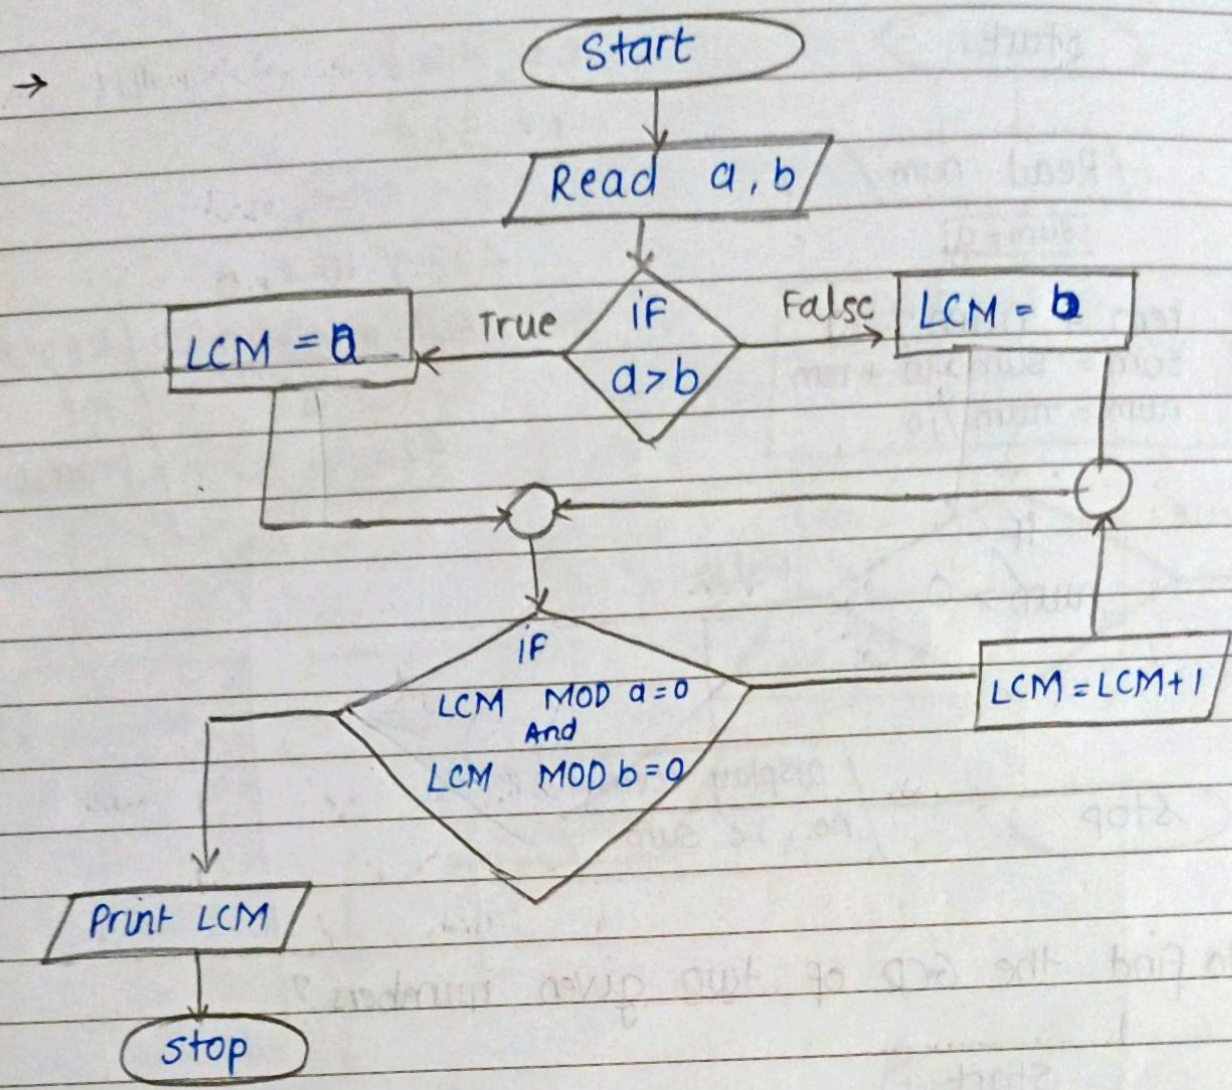 →
Start
Read a, b
if
a>b
True
False
LCM = a
LCM = b
if
LCM MOD a=0
And
LCM MOD b=0
LCM = LCM+1
Print LCM
stop